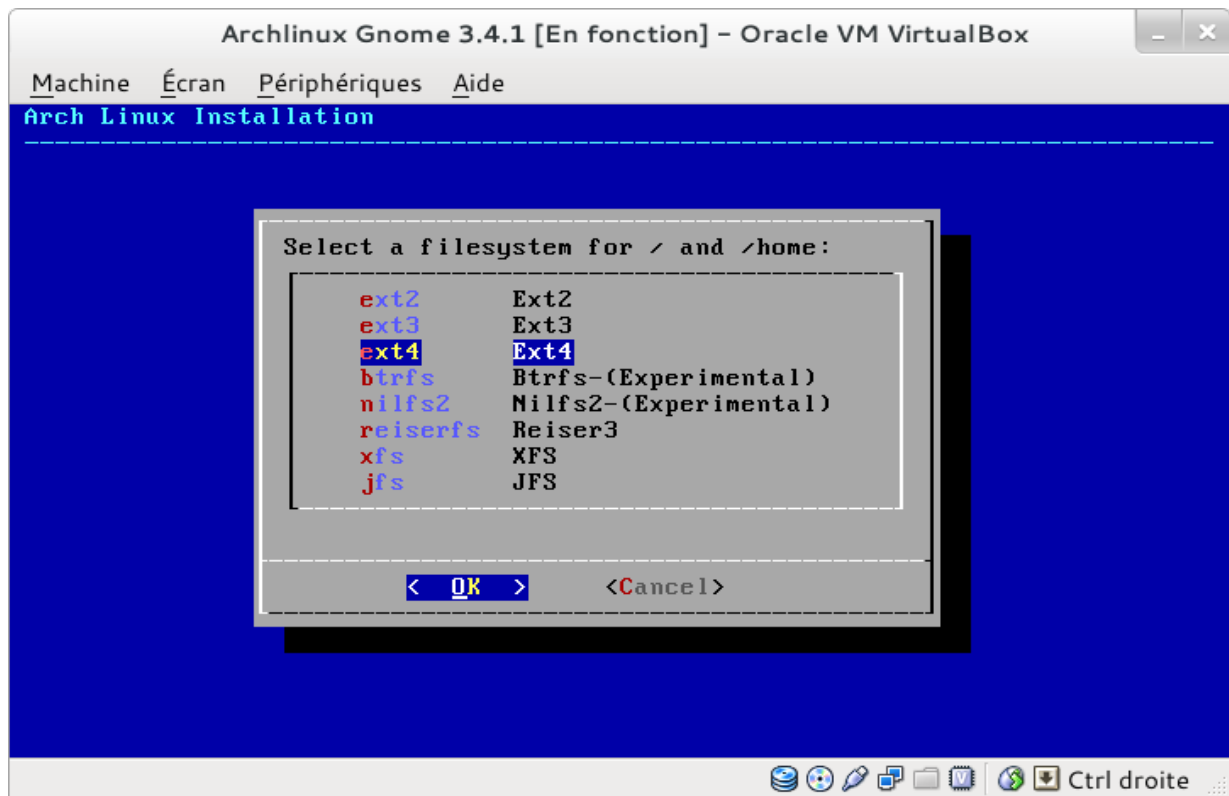 Archlinux Gnome 3.4.1 [En fonction] - Oracle VM VirtualBox
Machine Écran Périphériques Aide
Arch Linux Installation
Select a filesystem for / and /home:
ext2 Ext2
ext3 Ext3
ext4 Ext4
btrfs Btrfs-(Experimental)
nilfs2 Nilfs2-(Experimental)
reiserfs Reiser3
xfs XFS
jfs JFS
< OK > <Cancel>
Ctrl droite